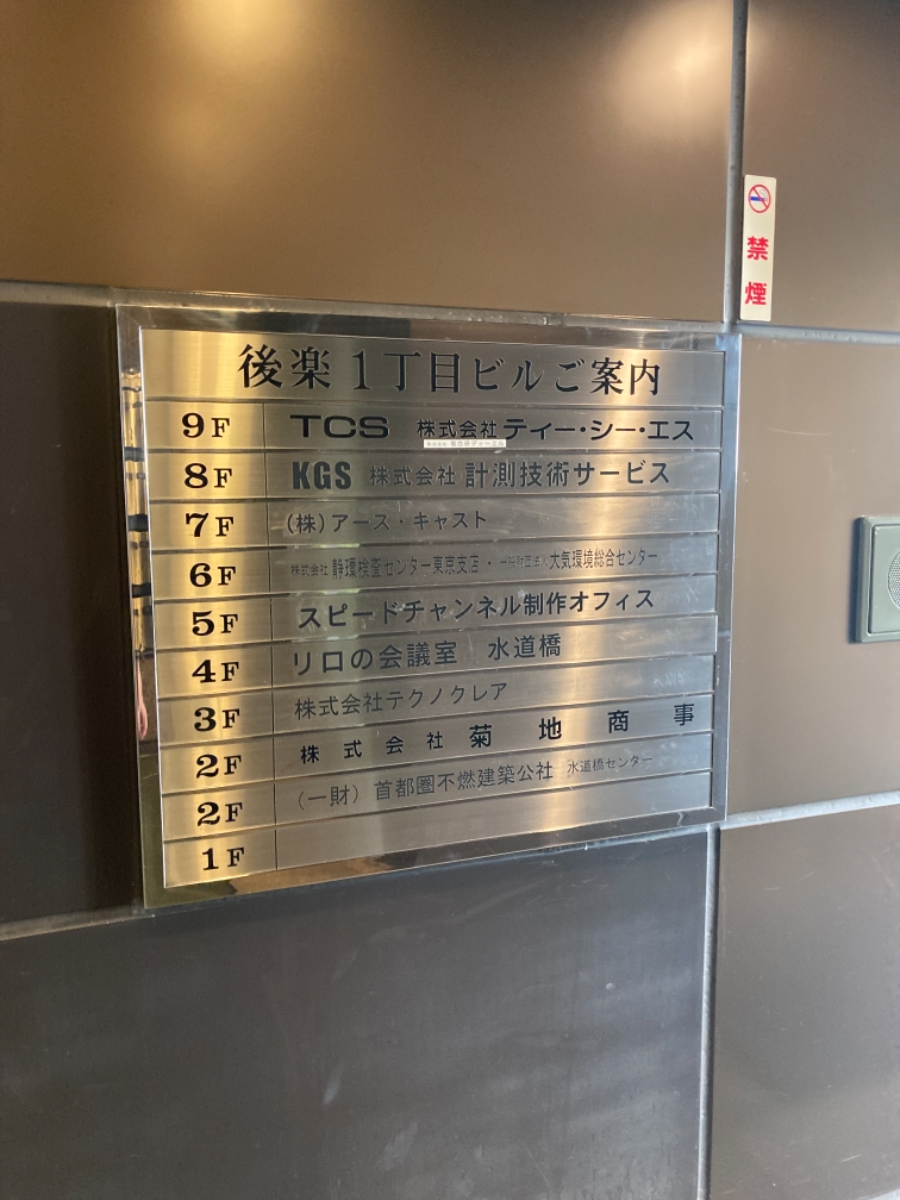 禁煙
後楽1丁目ビルご案内
9F TCS 株式会社ティー・シー・エス
8F KGS 株式会社 計測技術サービス
7F (株)アース・キャスト
6F 株式会社 静環検査センター東京支店・一般財団法人大気環境総合センター
5F スピードチャンネル制作オフィス
4F リロの会議室 水道橋
3F 株式会社テクノクレア
2F 株式会社 菊地商事
2F (一財)首都圏不燃建築公社 水道橋センター
1F